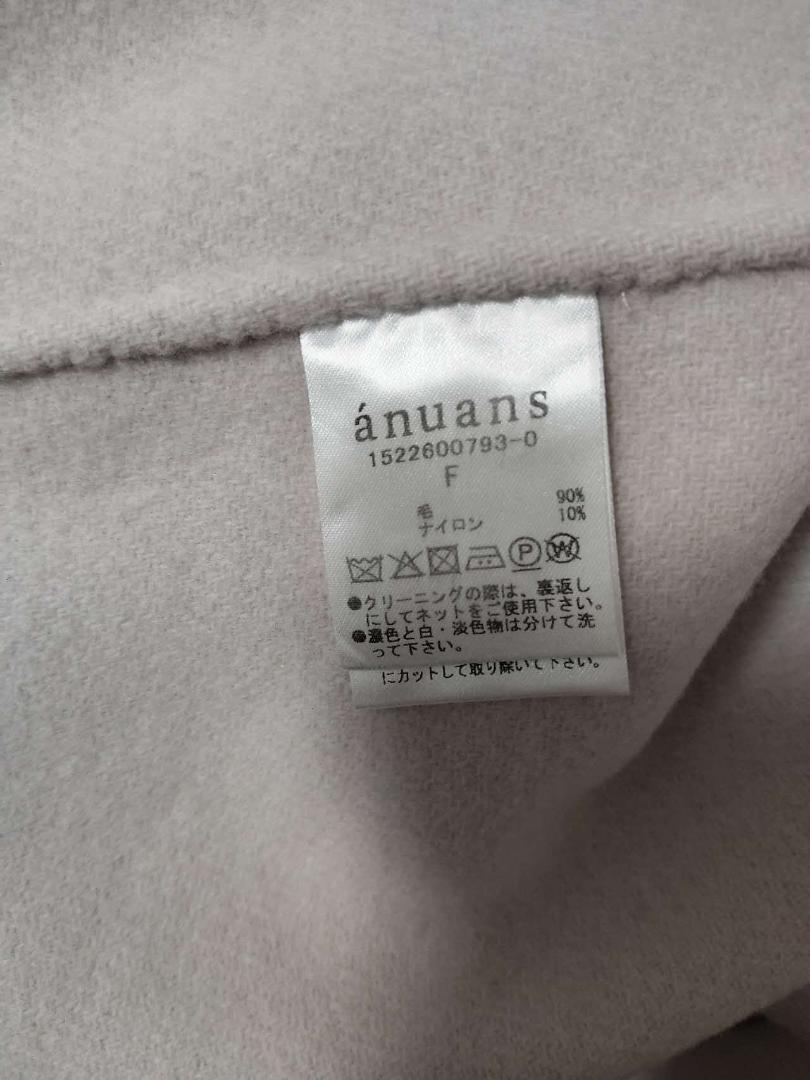 ánuans
1522600793-0
F
毛 90%
ナイロン 10%
P W
●クリーニングの際は、裏返し
にしてネットをご使用下さい。
●濃色と白・淡色物は分けて洗
って下さい。
にカットして取り除いて下さい。